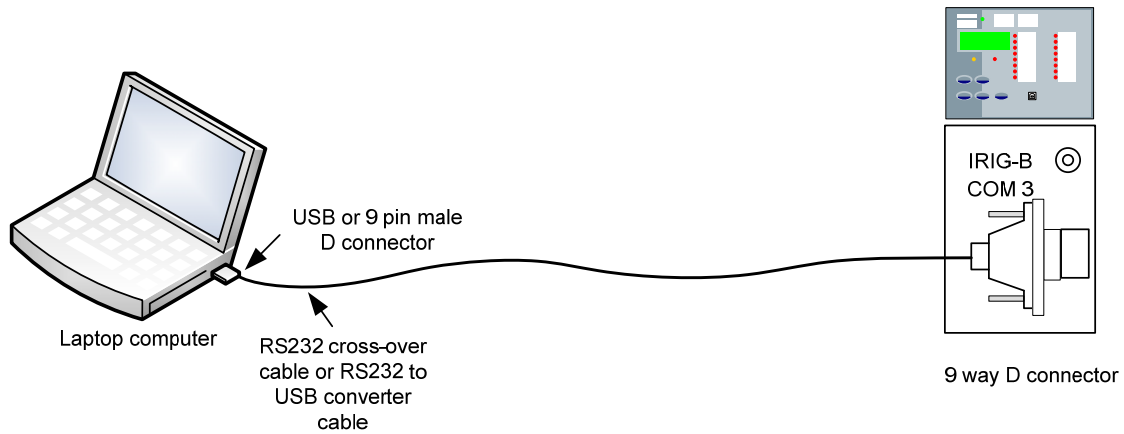 IRIG-B
COM 3
USB or 9 pin male
D connector
Laptop computer
RS232 cross-over
cable or RS232 to
USB converter
cable
9 way D connector